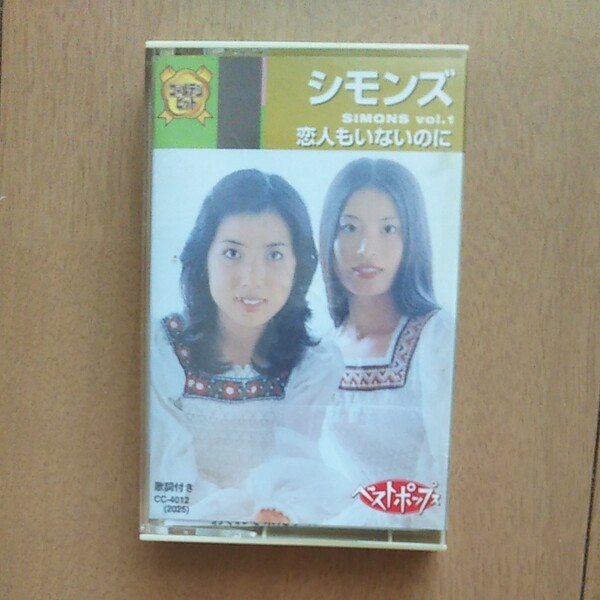 ゴールデン
ヒット
シモンズ
SIMONS vol.1
恋人もいないのに
歌詞付き
CC-4012
(2025)
ベストポップス